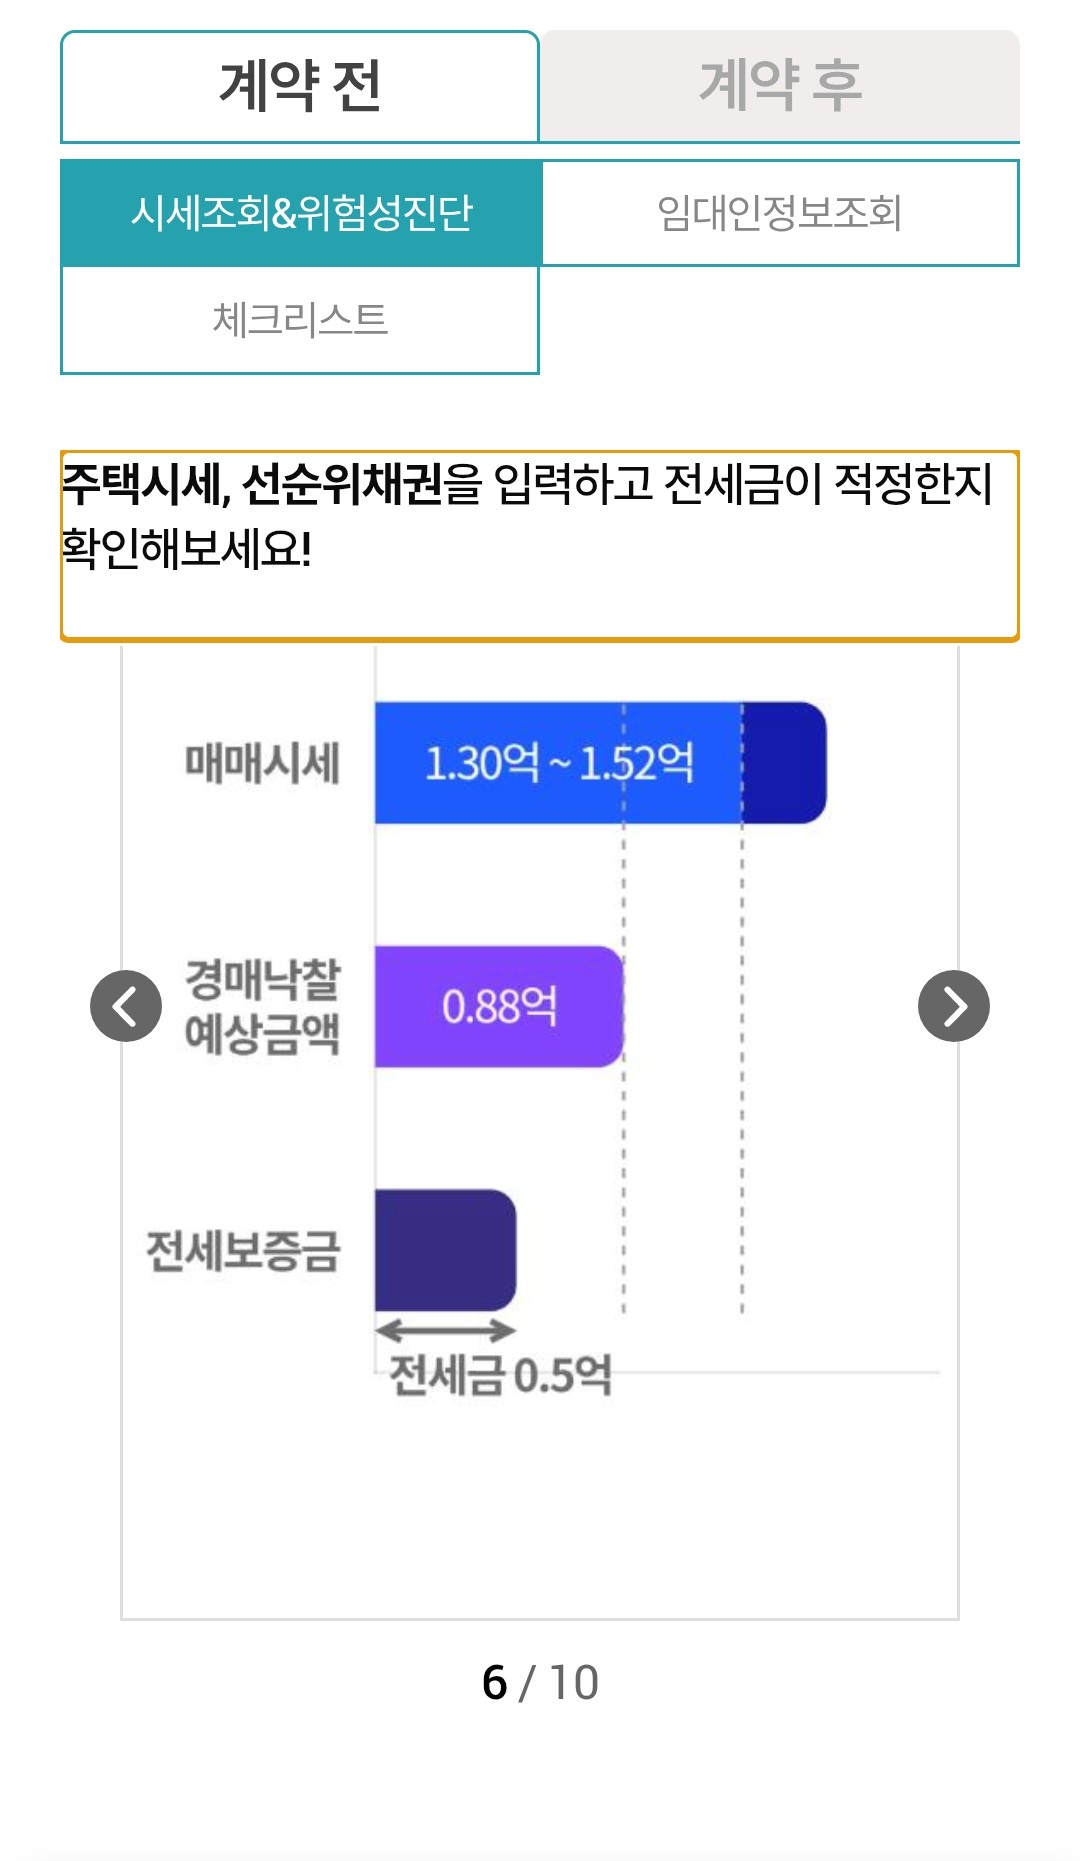 계약 전
계약 후
시세조회&위험성진단
임대인정보조회
체크리스트
주택시세, 선순위채권을 입력하고 전세금이 적정한지
확인해보세요!
매매시세
1.30억 ~ 1.52억
경매낙찰
예상금액
0.88억
전세보증금
전세금 0.5억
6 / 10